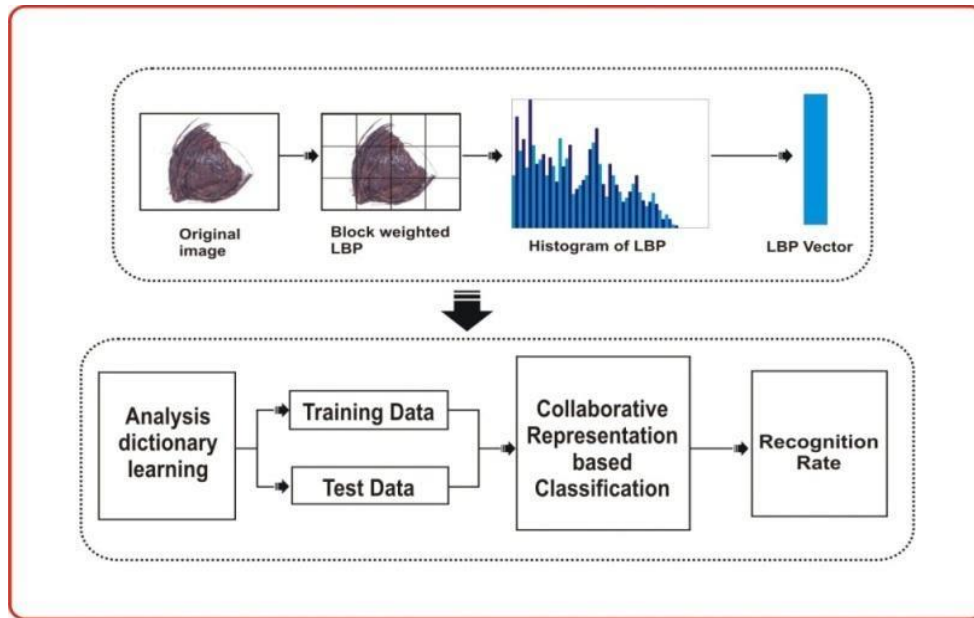 Original
image
Block weighted
LBP
Histogram of LBP
LBP Vector
Analysis
dictionary
learning
Training Data
Test Data
Collaborative
Representation
based
Classification
Recognition
Rate